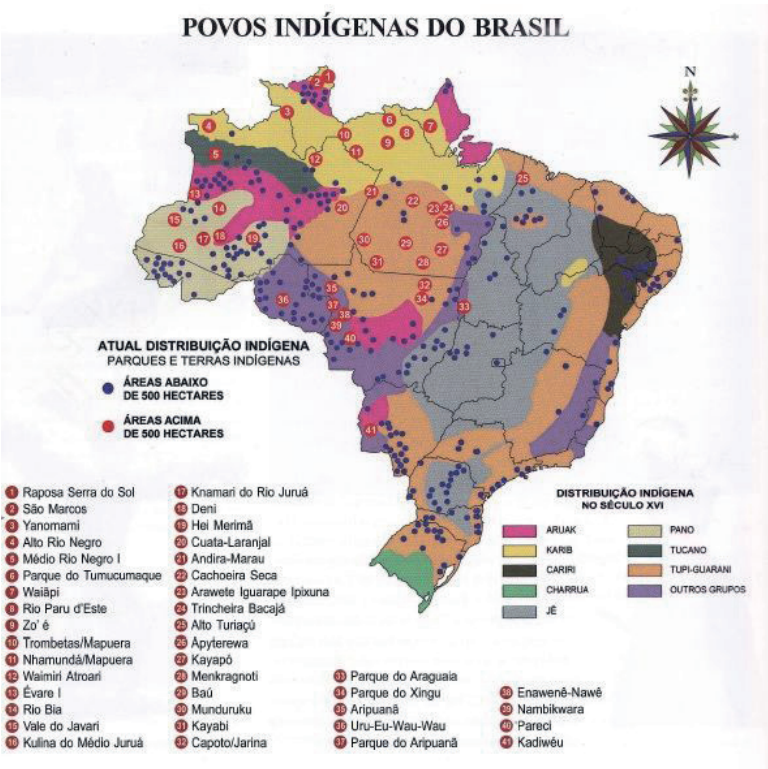 POVOS INDÍGENAS DO BRASIL
N
ATUAL DISTRIBUIÇÃO INDÍGENA
PARQUES E TERRAS INDÍGENAS
ÁREAS ABAIXO
DE 500 HECTARES
ÁREAS ACIMA
DE 500 HECTARES
DISTRIBUIÇÃO INDÍGENA
NO SÉCULO XVI
ARUAK
KARIB
CARIRI
CHARRUA
JÊ
PANO
TUCANO
TUPI-GUARANI
OUTROS GRUPOS
1 Raposa Serra do Sol
2 São Marcos
3 Yanomami
4 Alto Rio Negro
5 Médio Rio Negro I
6 Parque do Tumucumaque
7 Waiãpi
8 Rio Paru d'Este
9 Zo' é
10 Trombetas/Mapuera
11 Nhamundá/Mapuera
12 Waimiri Atroari
13 Évare I
14 Rio Bia
15 Vale do Javari
16 Kulina do Médio Juruá
17 Knamari do Rio Juruá
18 Deni
19 Hei Merimã
20 Cuata-Laranjal
21 Andira-Marau
22 Cachoeira Seca
23 Arawete Iguarape Ipixuna
24 Trincheira Bacajá
25 Alto Turiaçú
26 Apyterewa
27 Kayapó
28 Menkragnoti
29 Baú
30 Munduruku
31 Kayabi
32 Capoto/Jarina
33 Parque do Araguaia
34 Parque do Xingu
35 Aripuanã
36 Uru-Eu-Wau-Wau
37 Parque do Aripuanã
38 Enawenê-Nawê
39 Nambikwara
40 Pareci
41 Kadiwéu